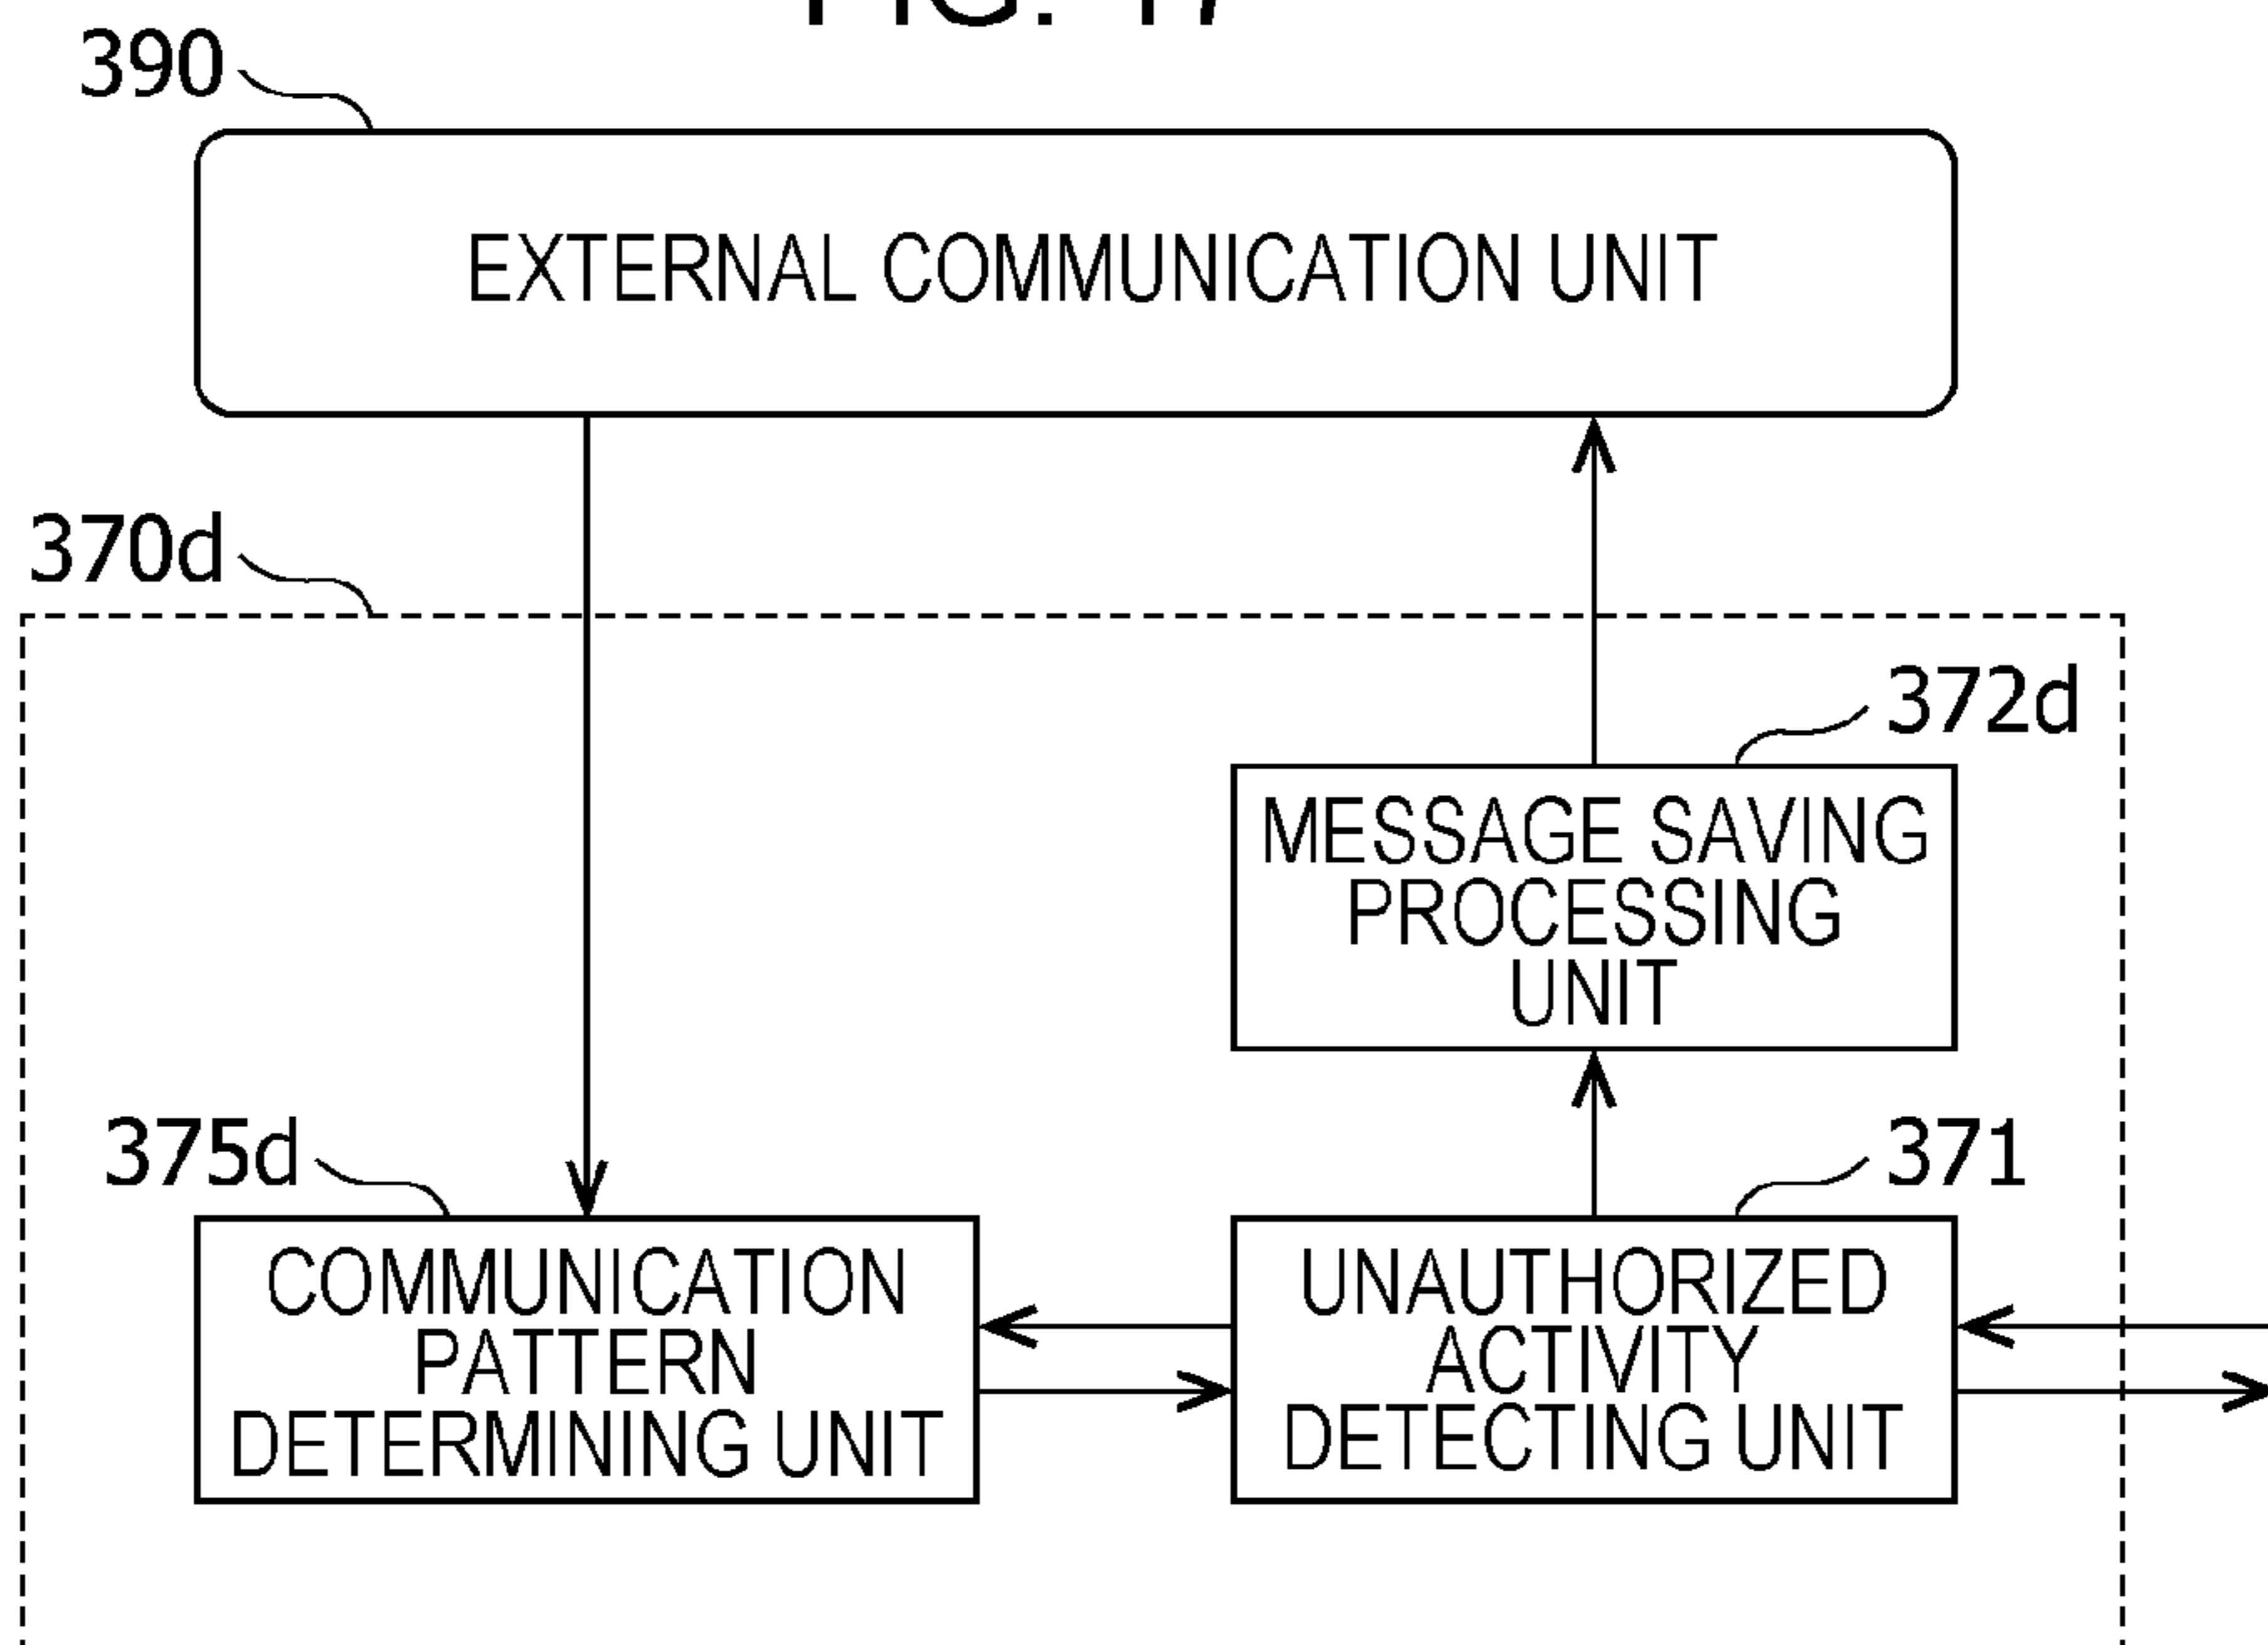 390
EXTERNAL COMMUNICATION UNIT
370d
372d
MESSAGE SAVING
PROCESSING
UNIT
375d
371
COMMUNICATION
PATTERN
DETERMINING UNIT
UNAUTHORIZED
ACTIVITY
DETECTING UNIT